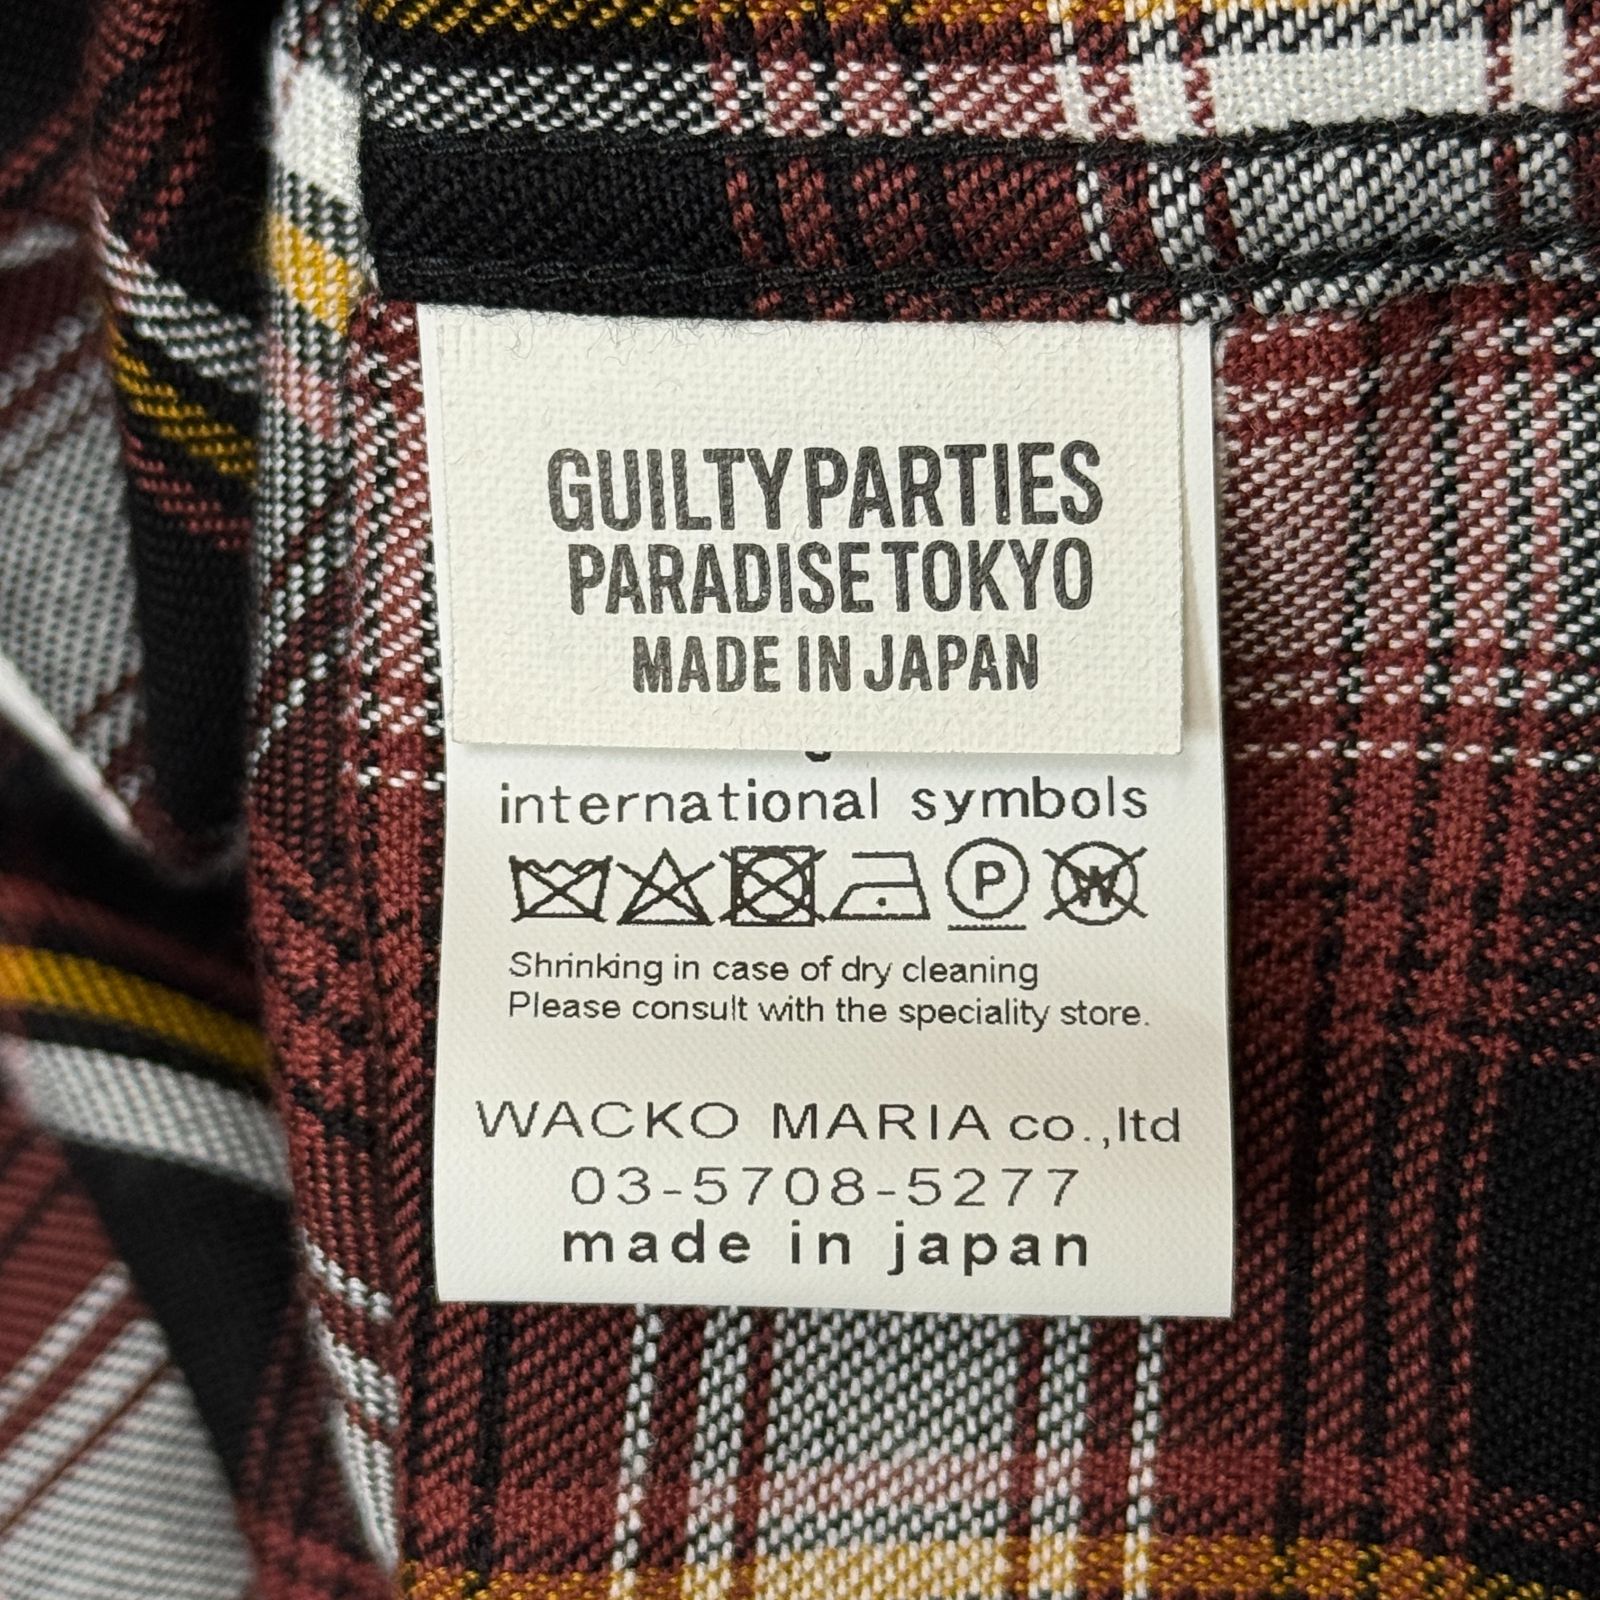 GUILTY PARTIES
PARADISE TOKYO
MADE IN JAPAN
international symbols
P W
Shrinking in case of dry cleaning
Please consult with the speciality store.
WACKO MARIA co.,ltd
03-5708-5277
made in japan